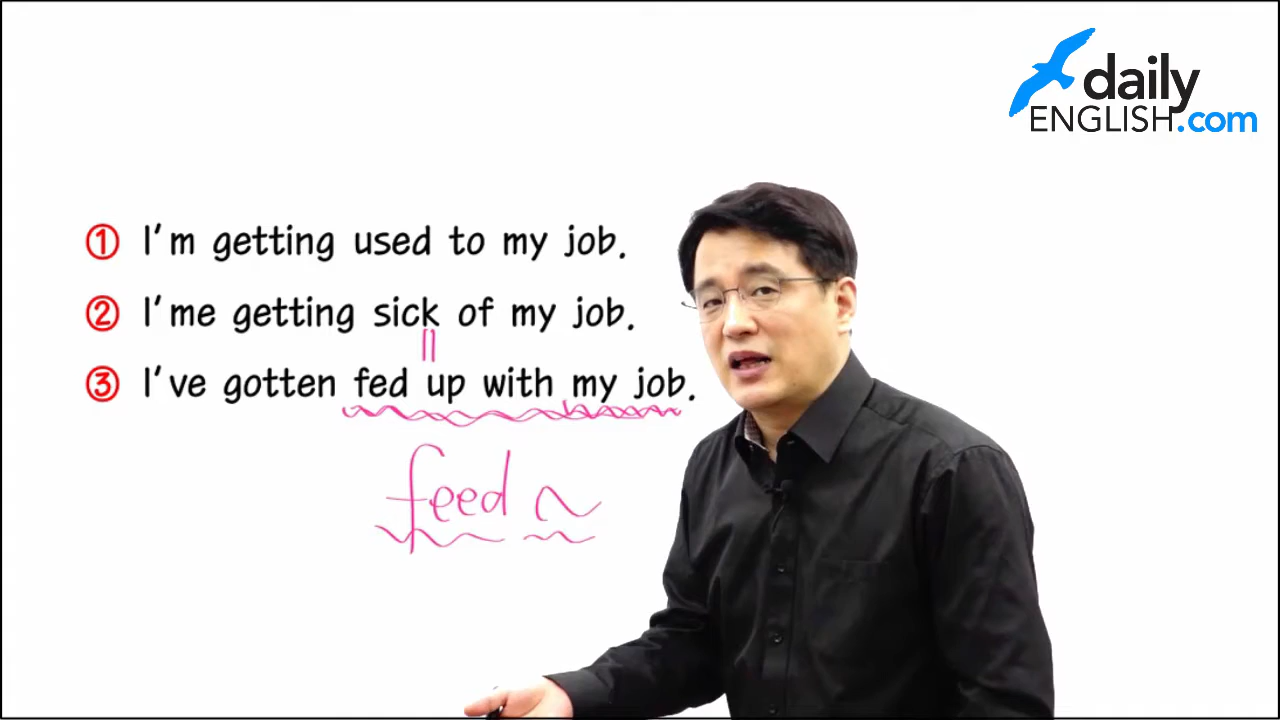 daily
ENGLISH.com
① I'm getting used to my job.
② I'me getting sick of my job.
③ I've gotten fed up with my job.
feed ~